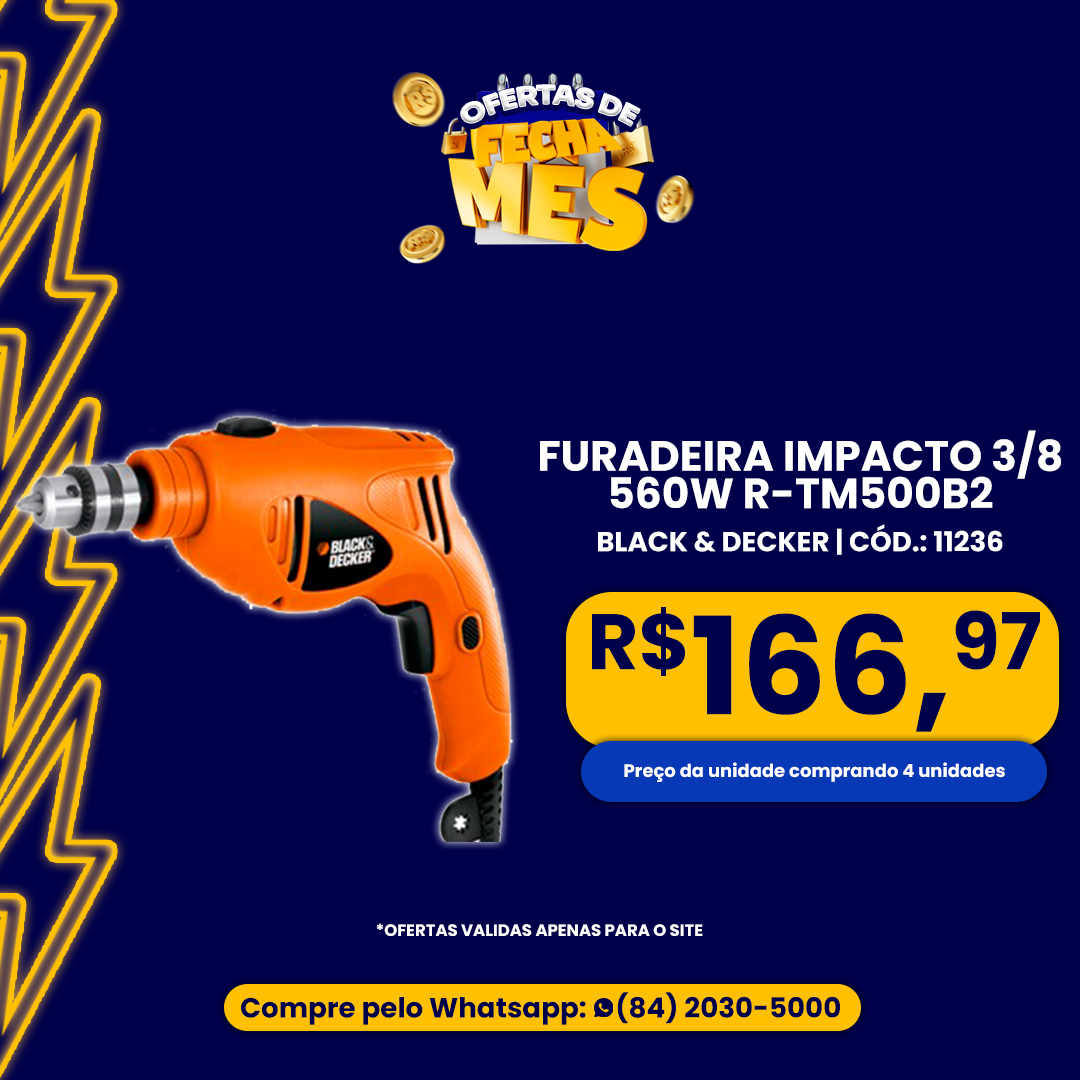 OFERTAS DE
FECHA
MES
BLACK&
DECKER
FURADEIRA IMPACTO 3/8
560W R-TM500B2
BLACK & DECKER | CÓD.: 11236
R$166,97
Preço da unidade comprando 4 unidades
*OFERTAS VALIDAS APENAS PARA O SITE
Compre pelo Whatsapp: (84) 2030-5000